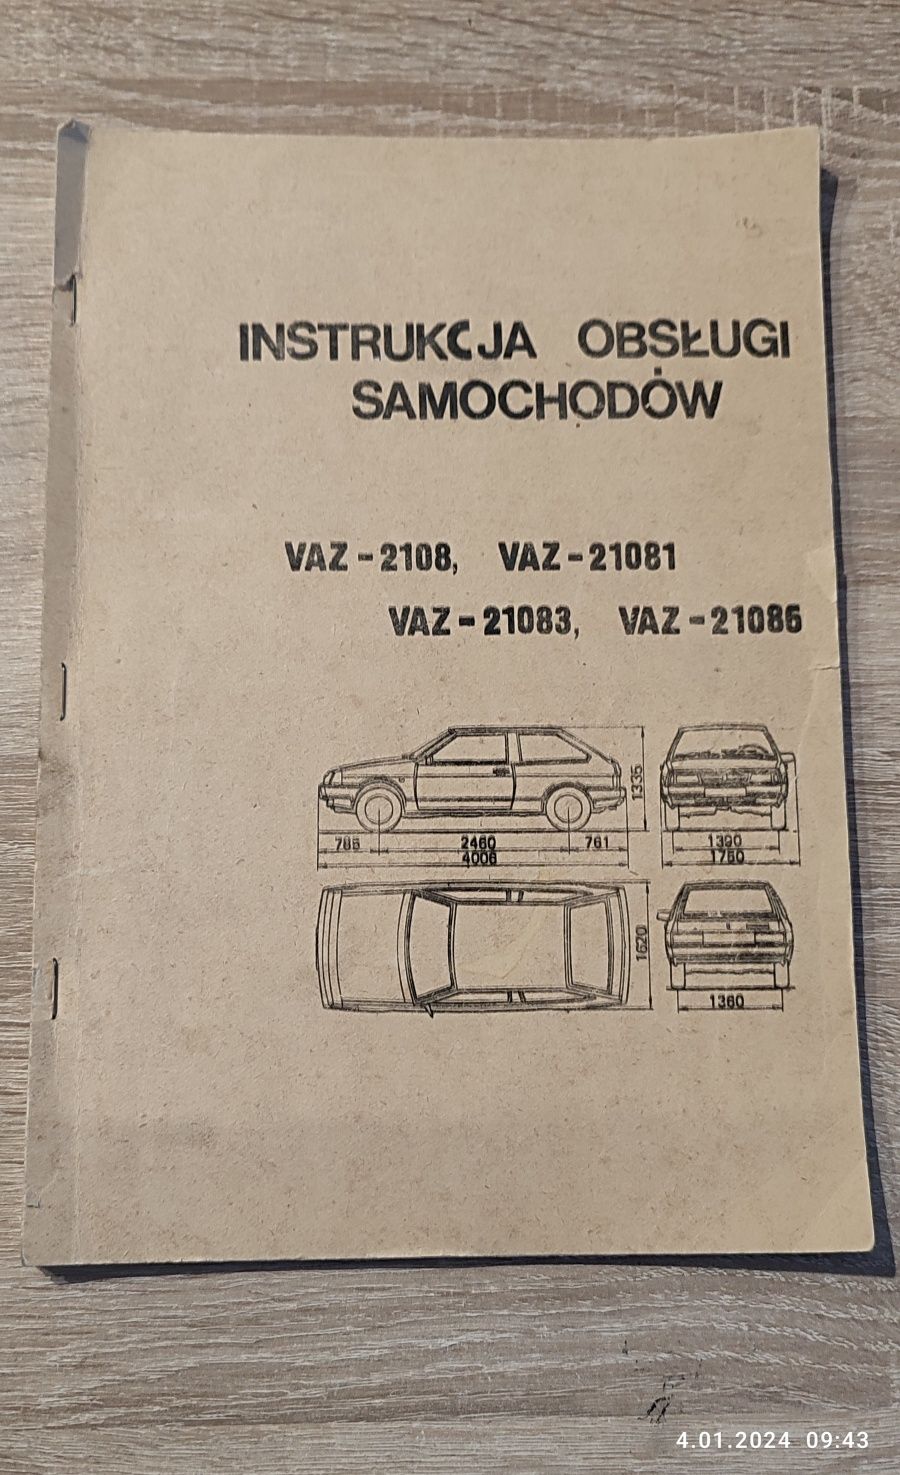 INSTRUKCJA OBSŁUGI
SAMOCHODÓW
VAZ-2108, VAZ-21081
VAZ-21083, VAZ-21086
1335
785 2460 761
4006
1390
1750
1620
1360
4.01.2024 09:43